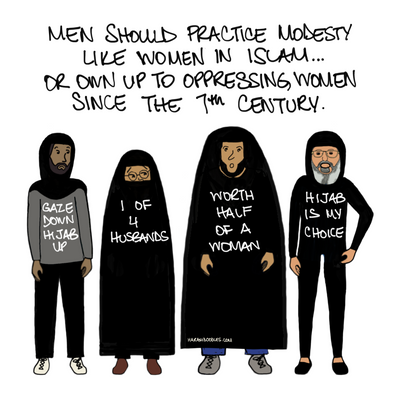 MEN SHOULD PRACTICE MODESTY
LIKE WOMEN IN ISLAM...
OR OWN UP TO OPPRESSING WOMEN
SINCE THE 7th CENTURY.
GAZE
DOWN
HIJAB
UP
1 OF
4
HUSBANDS
WORTH
HALF
OF A
WOMAN
HIJAB
IS MY
CHOICE